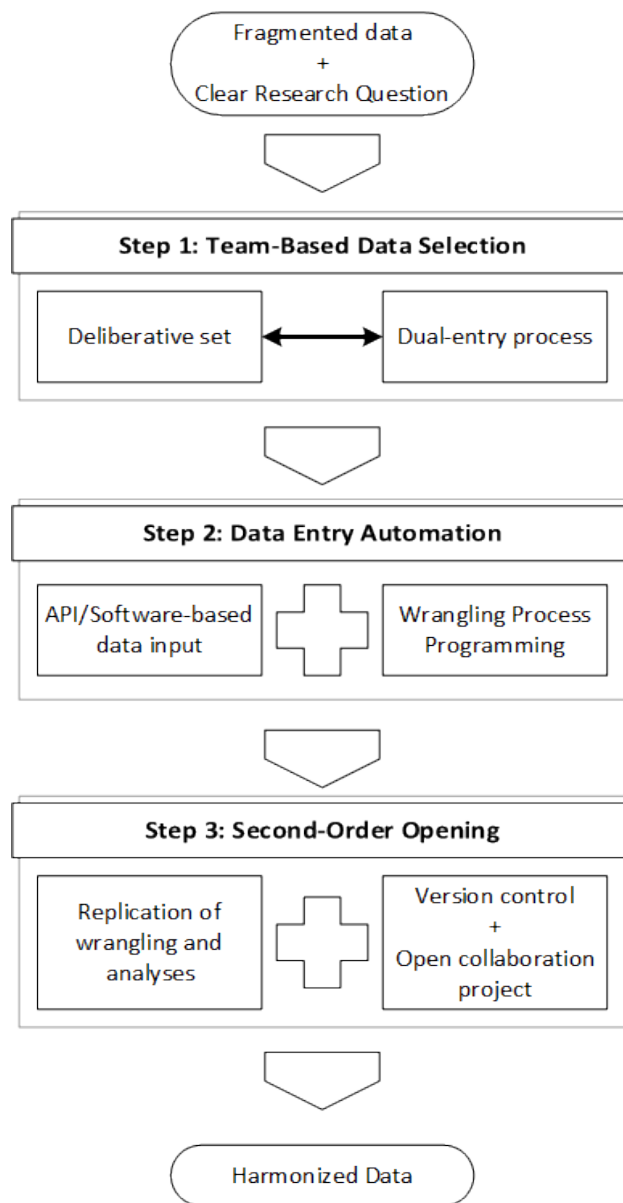 Fragmented data
+
Clear Research Question
Step 1: Team-Based Data Selection
Deliberative set
Dual-entry process
Step 2: Data Entry Automation
API/Software-based
data input
Wrangling Process
Programming
Step 3: Second-Order Opening
Replication of
wrangling and
analyses
Version control
+
Open collaboration
project
Harmonized Data